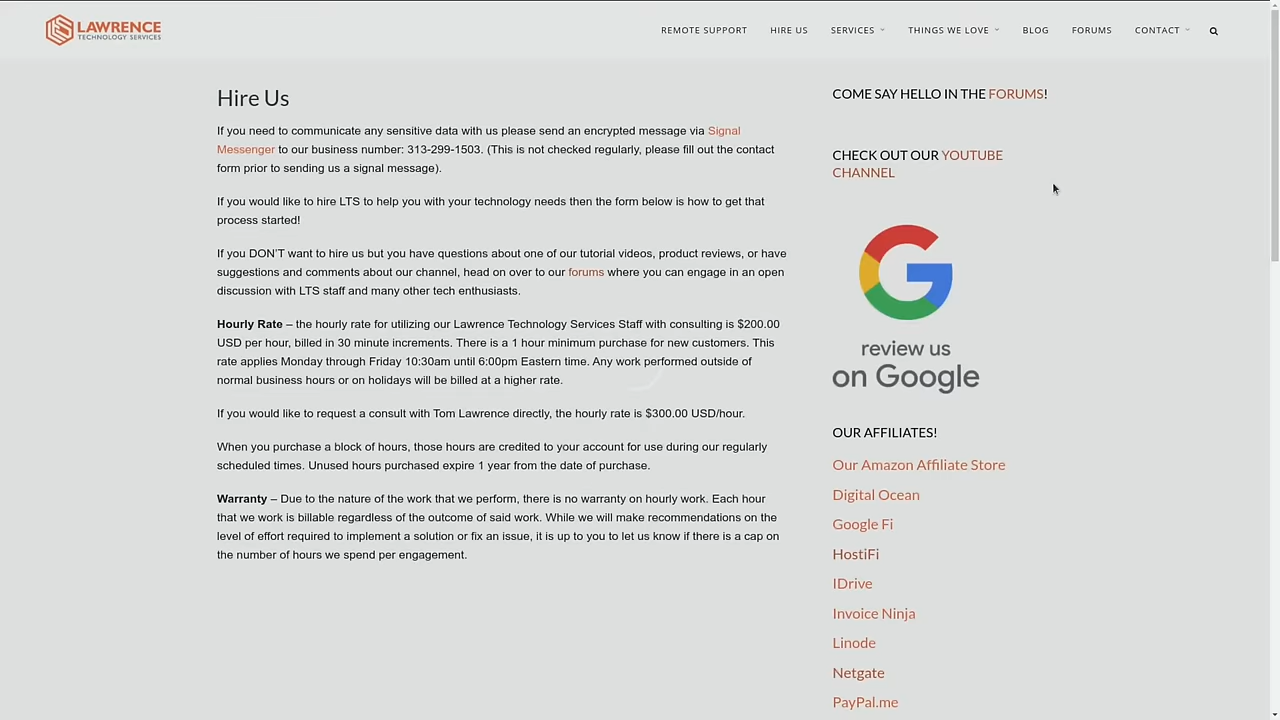 LAWRENCE
TECHNOLOGY SERVICES
REMOTE SUPPORT
HIRE US
SERVICES
THINGS WE LOVE
BLOG
FORUMS
CONTACT
Hire Us
If you need to communicate any sensitive data with us please send an encrypted message via Signal
Messenger to our business number: 313-299-1503. (This is not checked regularly, please fill out the contact
form prior to sending us a signal message).
If you would like to hire LTS to help you with your technology needs then the form below is how to get that
process started!
If you DON'T want to hire us but you have questions about one of our tutorial videos, product reviews, or have
suggestions and comments about our channel, head on over to our forums where you can engage in an open
discussion with LTS staff and many other tech enthusiasts.
Hourly Rate – the hourly rate for utilizing our Lawrence Technology Services Staff with consulting is $200.00
USD per hour, billed in 30 minute increments. There is a 1 hour minimum purchase for new customers. This
rate applies Monday through Friday 10:30am until 6:00pm Eastern time. Any work performed outside of
normal business hours or on holidays will be billed at a higher rate.
If you would like to request a consult with Tom Lawrence directly, the hourly rate is $300.00 USD/hour.
When you purchase a block of hours, those hours are credited to your account for use during our regularly
scheduled times. Unused hours purchased expire 1 year from the date of purchase.
Warranty – Due to the nature of the work that we perform, there is no warranty on hourly work. Each hour
that we work is billable regardless of the outcome of said work. While we will make recommendations on the
level of effort required to implement a solution or fix an issue, it is up to you to let us know if there is a cap on
the number of hours we spend per engagement.
COME SAY HELLO IN THE FORUMS!
CHECK OUT OUR YOUTUBE
CHANNEL
review us
on Google
OUR AFFILIATES!
Our Amazon Affiliate Store
Digital Ocean
Google Fi
HostiFi
IDrive
Invoice Ninja
Linode
Netgate
PayPal.me